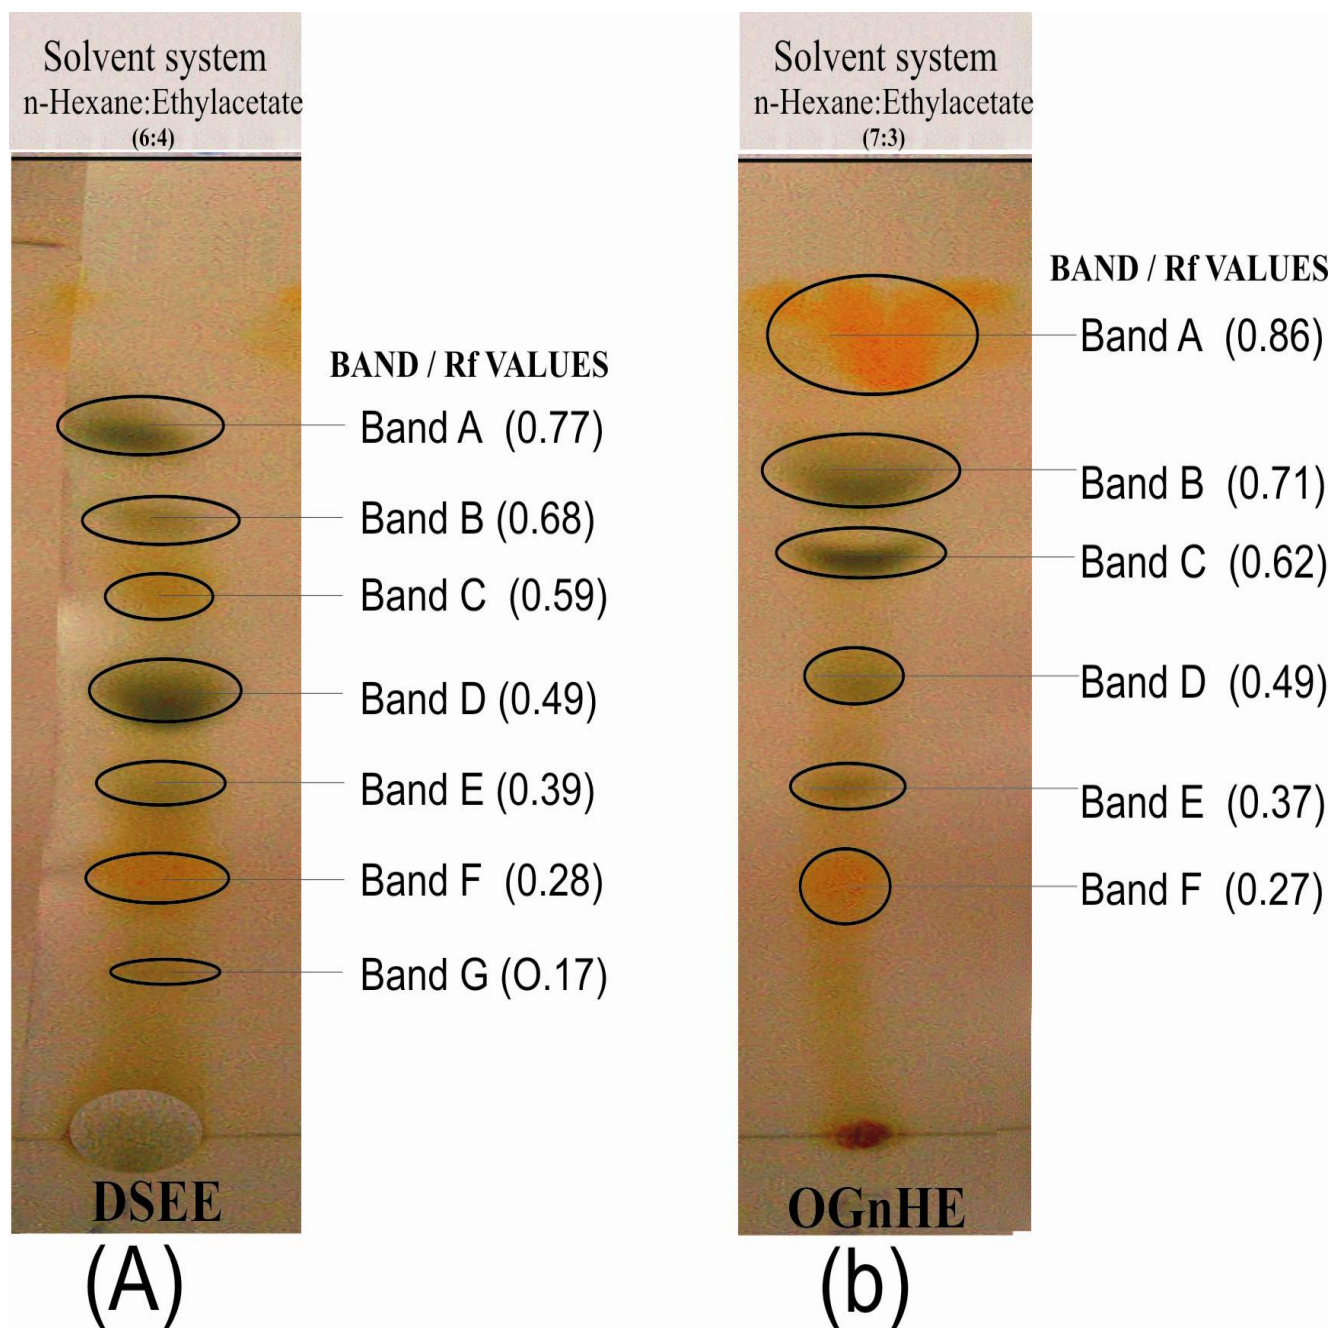 Solvent system
n-Hexane:Ethylacetate
(6:4)
BAND / Rf VALUES
Band A (0.77)
Band B (0.68)
Band C (0.59)
Band D (0.49)
Band E (0.39)
Band F (0.28)
Band G (O.17)
DSEE
(A)
Solvent system
n-Hexane:Ethylacetate
(7:3)
BAND / Rf VALUES
Band A (0.86)
Band B (0.71)
Band C (0.62)
Band D (0.49)
Band E (0.37)
Band F (0.27)
OGnHE
(b)